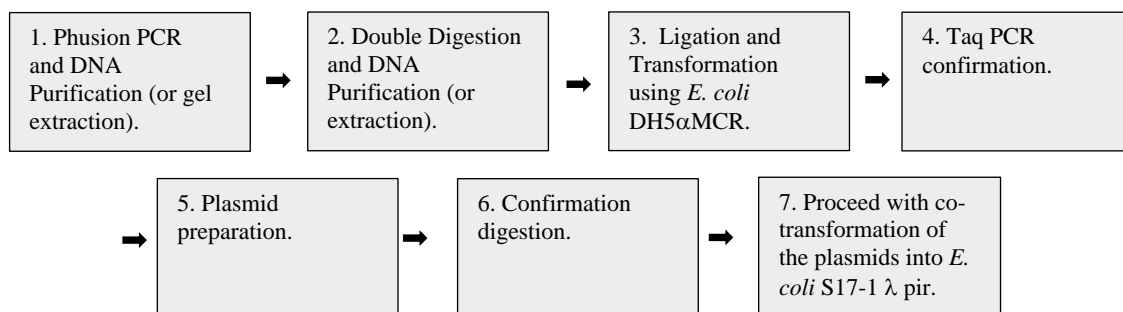 1. Phusion PCR
and DNA
Purification (or gel
extraction).
2. Double Digestion
and DNA
Purification (or
extraction).
3.  Ligation and
Transformation
using E. coli
DH5αMCR.
4. Taq PCR
confirmation.
5. Plasmid
preparation.
6. Confirmation
digestion.
7. Proceed with co-
transformation of
the plasmids into E.
coli S17-1 λ pir.